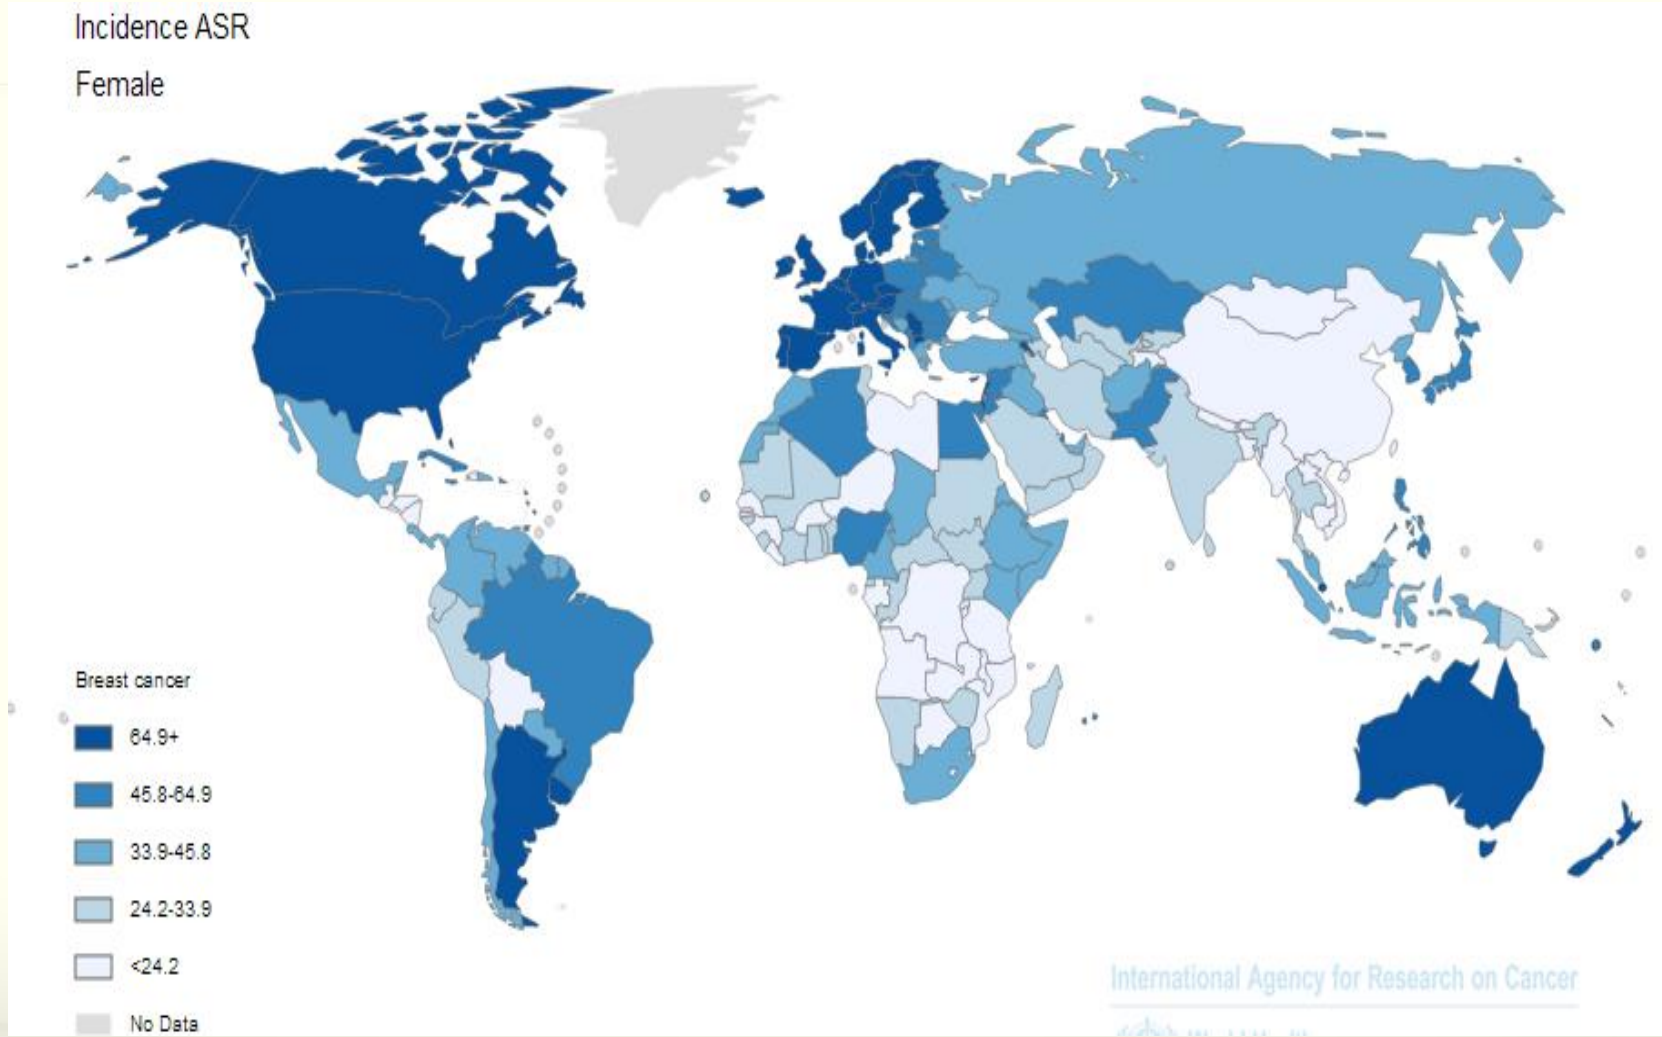 Incidence ASR
Female
Breast cancer
64.9+
45.8-64.9
33.9-45.8
24.2-33.9
<24.2
No Data
International Agency for Research on Cancer